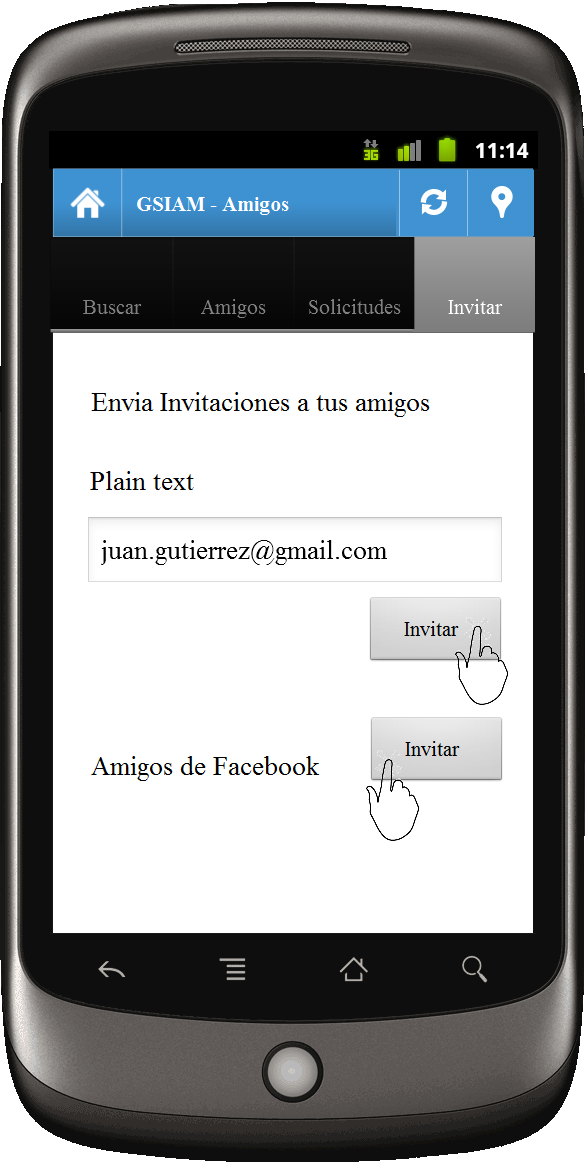 3G 11:14
GSIAM - Amigos
Buscar Amigos Solicitudes Invitar
Envia Invitaciones a tus amigos
Plain text
juan.gutierrez@gmail.com
Invitar
Invitar
Amigos de Facebook